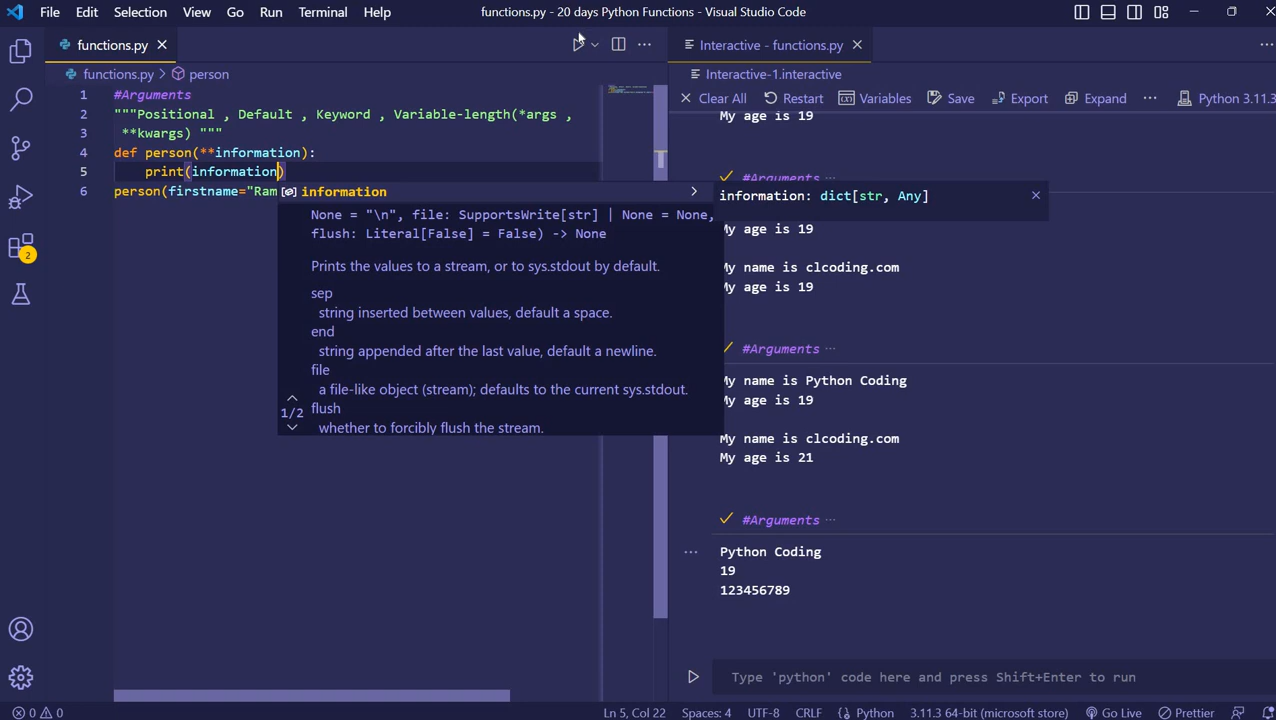 File Edit Selection View Go Run Terminal Help functions.py - 20 days Python Functions - Visual Studio Code
functions.py
functions.py > person
1 #Arguments
2 """Positional , Default , Keyword , Variable-length(*args ,
3 **kwargs) """
4 def person(**information):
5 print(information)
6 person(firstname="Ram
information
information: dict[str, Any]
None = "\n", file: SupportsWrite[str] | None = None,
flush: Literal[False] = False) -> None
Prints the values to a stream, or to sys.stdout by default.
sep
string inserted between values, default a space.
end
string appended after the last value, default a newline.
file
a file-like object (stream); defaults to the current sys.stdout.
1/2
flush
whether to forcibly flush the stream.
Interactive - functions.py
Interactive-1.interactive
Clear All Restart Variables Save Export Expand ... Python 3.11.3
My age is 19
#Arguments ...
My age is 19
My name is clcoding.com
My age is 19
#Arguments ...
My name is Python Coding
My age is 19
My name is clcoding.com
My age is 21
#Arguments ...
Python Coding
19
123456789
Type 'python' code here and press Shift+Enter to run
2
0 0 Ln 5, Col 22 Spaces: 4 UTF-8 CRLF Python 3.11.3 64-bit (microsoft store) Go Live Prettier